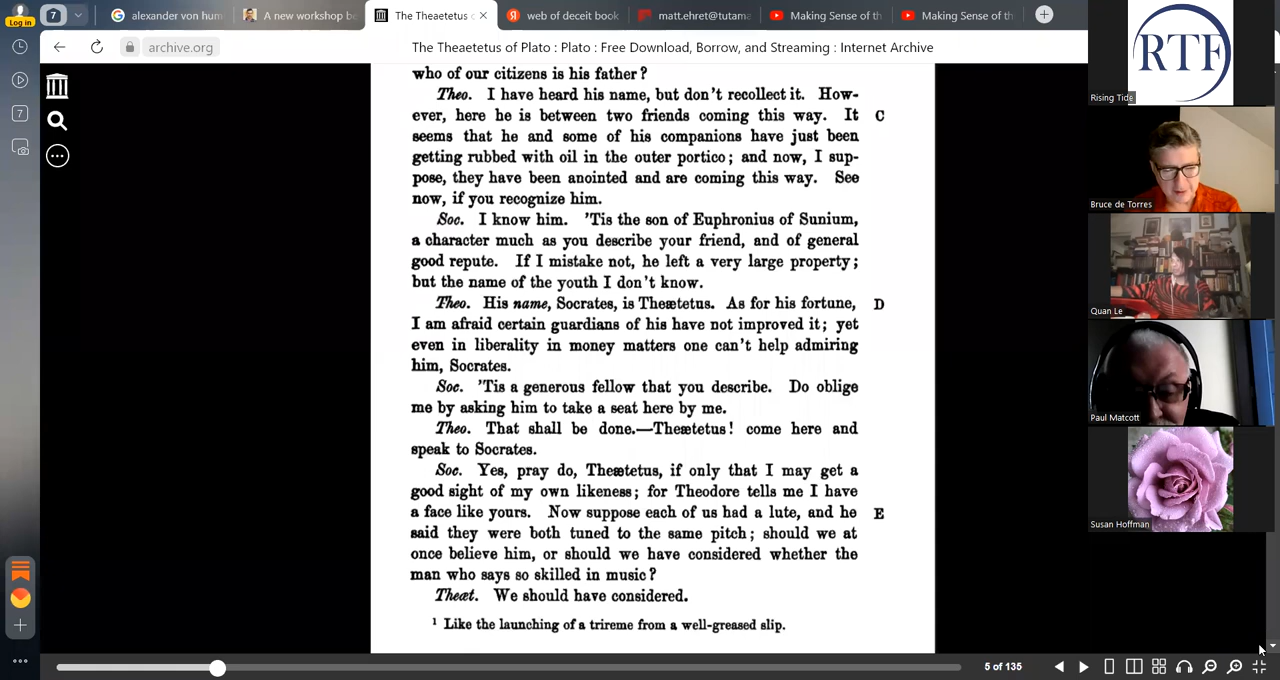 7
alexander von hum
A new workshop be
The Theaetetus o
web of deceit book
matt.ehret@tutama
Making Sense of th
Making Sense of th
Log in
archive.org
The Theaetetus of Plato : Plato : Free Download, Borrow, and Streaming : Internet Archive
7
who of our citizens is his father?
Theo. I have heard his name, but don't recollect it. How-
ever, here he is between two friends coming this way. It C
seems that he and some of his companions have just been
getting rubbed with oil in the outer portico; and now, I sup-
pose, they have been anointed and are coming this way. See
now, if you recognize him.
Soc. I know him. 'Tis the son of Euphronius of Sunium,
a character much as you describe your friend, and of general
good repute. If I mistake not, he left a very large property;
but the name of the youth I don't know.
Theo. His name, Socrates, is Theætetus. As for his fortune, D
I am afraid certain guardians of his have not improved it; yet
even in liberality in money matters one can't help admiring
him, Socrates.
Soc. 'Tis a generous fellow that you describe. Do oblige
me by asking him to take a seat here by me.
Theo. That shall be done.—Theætetus! come here and
speak to Socrates.
Soc. Yes, pray do, Theætetus, if only that I may get a
good sight of my own likeness; for Theodore tells me I have
a face like yours. Now suppose each of us had a lute, and he E
said they were both tuned to the same pitch; should we at
once believe him, or should we have considered whether the
man who says so skilled in music?
Theæt. We should have considered.
1 Like the launching of a trireme from a well-greased slip.
5 of 135
RTF
Rising Tide
Bruce de Torres
Quan Le
Paul Matcott
Susan Hoffman